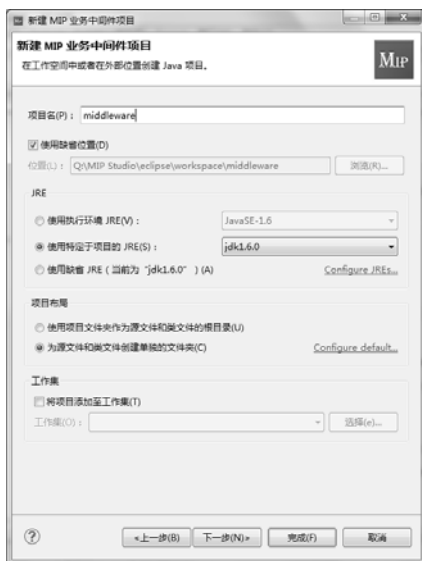 新建 MIP 业务中间件项目
新建 MIP 业务中间件项目
在工作空间中或者在外部位置创建 Java 项目。
MIP
项目名(P)： middleware
使用缺省位置(D)
位置(L)： Q:\MIP Studio\eclipse\workspace\middleware 浏览(R)...
JRE
使用执行环境 JRE(V)： JavaSE-1.6
使用特定于项目的 JRE(S)： jdk1.6.0
使用缺省 JRE（当前为“jdk1.6.0”）(A) Configure JREs...
项目布局
使用项目文件夹作为源文件和类文件的根目录(U)
为源文件和类文件创建单独的文件夹(C) Configure default...
工作集
将项目添加至工作集(T)
工作集(O)： 选择(e)...
? «上一步(B) 下一步(N)» 完成(F) 取消